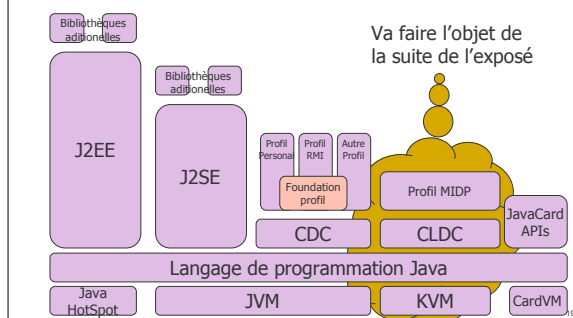 Bibliothèques
aditionelles
Va faire l'objet de
la suite de l'exposé
Bibliothèques
aditionelles
J2EE
J2SE
Profil
Personal
Profil
RMI
Autre
Profil
Foundation
profil
Profil MIDP
JavaCard
APIs
CDC
CLDC
Langage de programmation Java
Java
HotSpot
JVM
KVM
CardVM
19